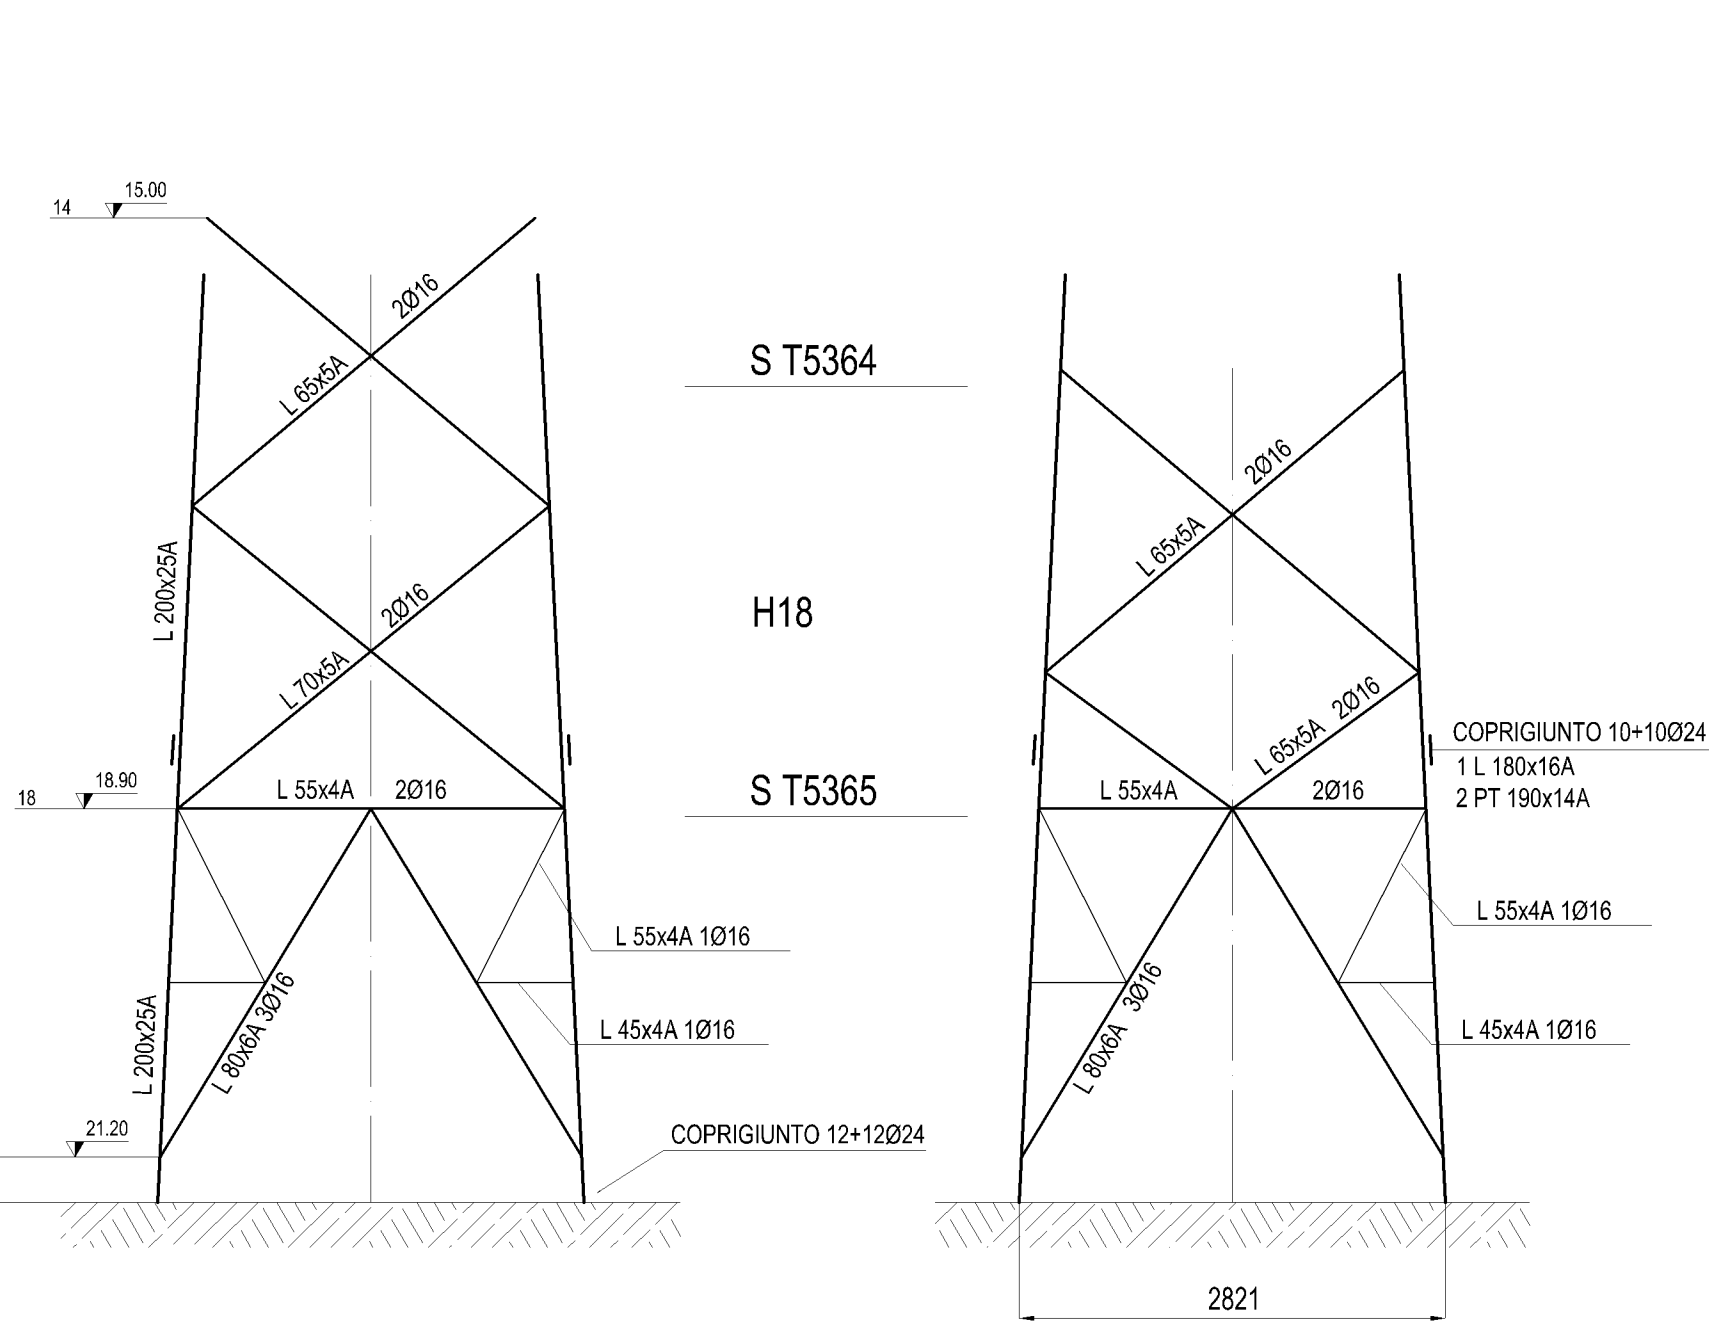 15.00
14
2Ø16
L 65x5A
S T5364
2Ø16
L 65x5A
L 200x25A
2Ø16
H18
L 70x5A
L 65x5A 2Ø16
COPRIGIUNTO 10+10Ø24
1 L 180x16A
2 PT 190x14A
18.90
18
L 55x4A 2Ø16
S T5365
L 55x4A 2Ø16
L 55x4A 1Ø16
L 55x4A 1Ø16
L 200x25A
L 80x6A 3Ø16
L 45x4A 1Ø16
L 80x6A 3Ø16
L 45x4A 1Ø16
21.20
COPRIGIUNTO 12+12Ø24
2821